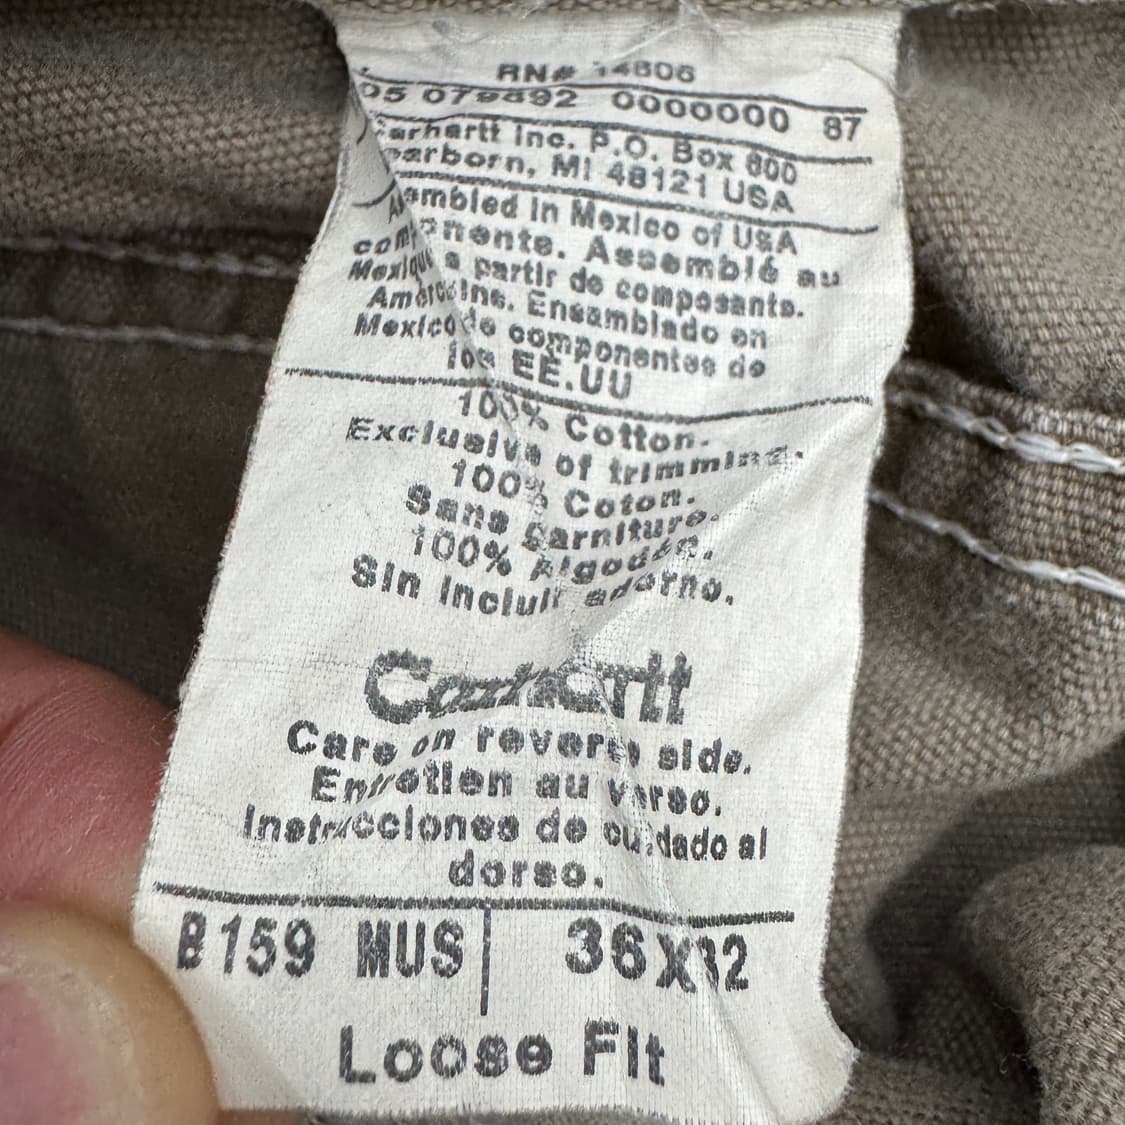 RN# 14806
05 079892 0000000 87
Carhartt Inc. P.O. Box 600
Dearborn, MI 48121 USA
Assembled in Mexico of USA
components. Assemblé au
Mexique à partir de composants.
Américains. Ensamblado en
Mexico de componentes de
los EE.UU
100% Cotton.
Exclusive of trimming.
100% Coton.
Sans garniture.
100% Algodón.
Sin incluir adorno.
Carhartt
Care on reverse side.
Entretien au verso.
Instrucciones de cuidado al
dorso.
B159 MUS 36X32
Loose Fit